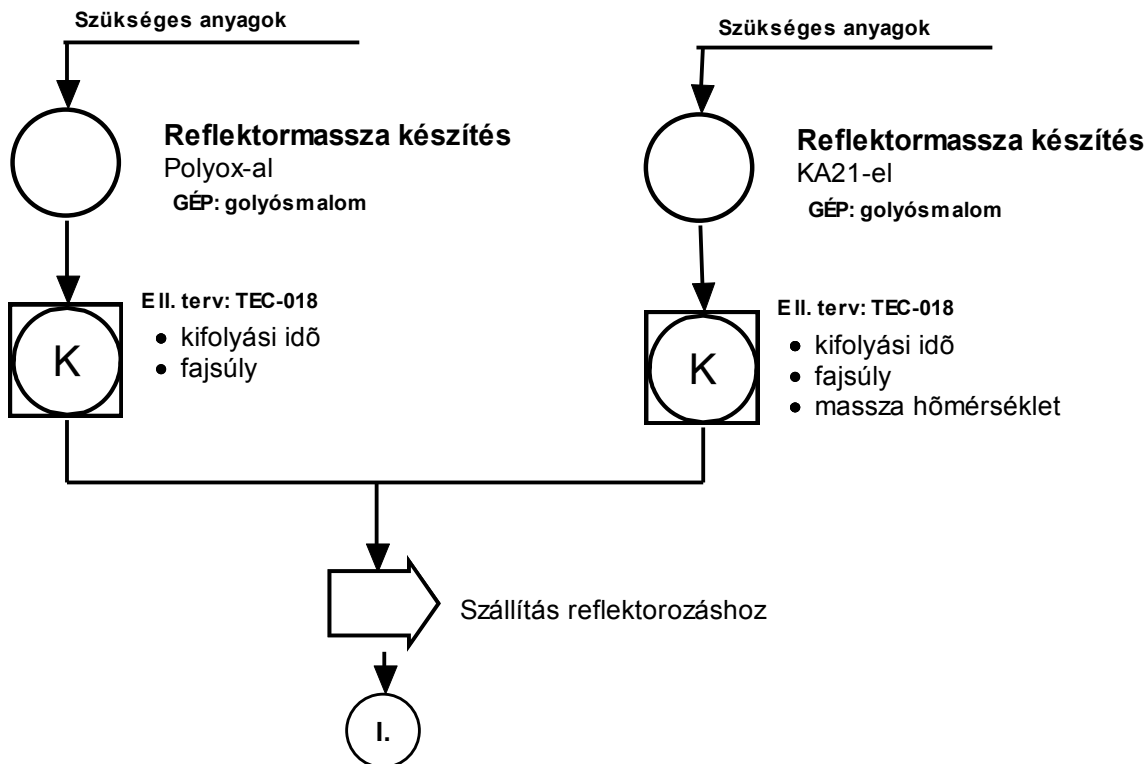 Szükséges anyagok
Reflektormassza készítés
Polyox-al
GÉP: golyósmalom
Ell. terv: TEC-018
• kifolyási idõ
• fajsúly
K
Szükséges anyagok
Reflektormassza készítés
KA21-el
GÉP: golyósmalom
Ell. terv: TEC-018
• kifolyási idõ
• fajsúly
• massza hõmérséklet
K
Szállítás reflektorozáshoz
I.